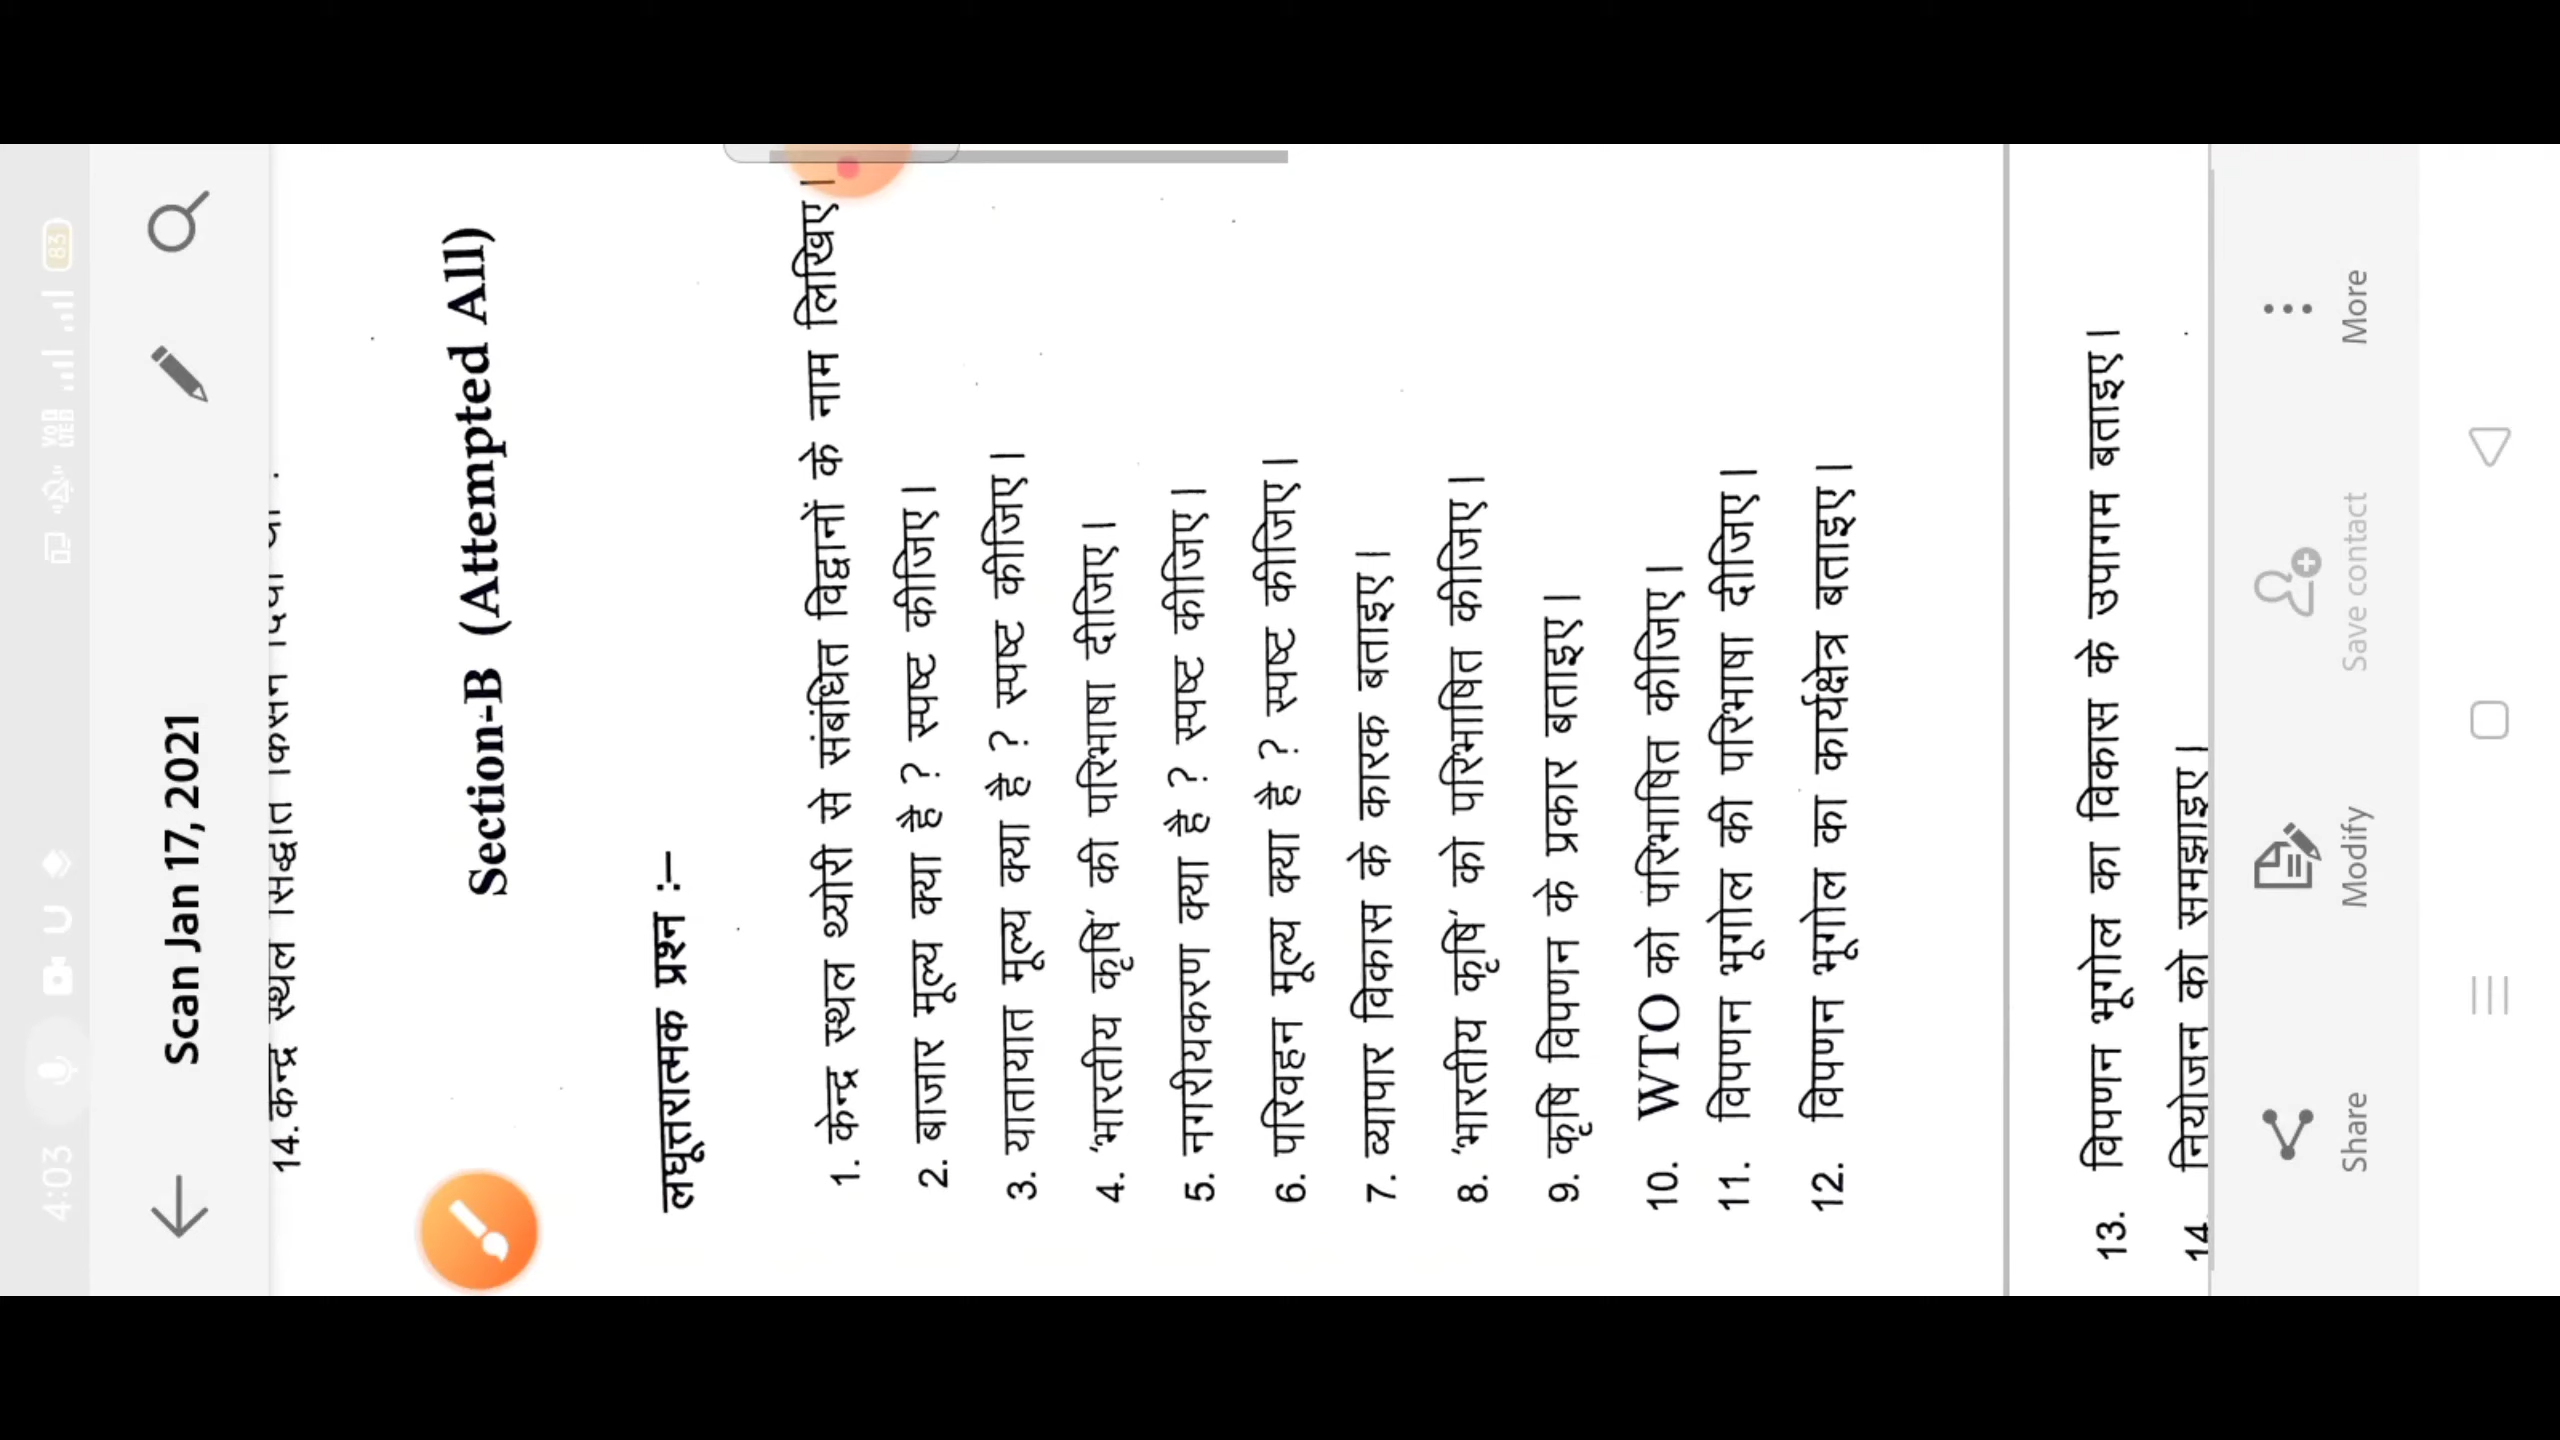 4:03
83
Scan Jan 17, 2021
14. केन्द्र स्थल सिद्धांत किसने दिया
Section-B (Attempted All)
लघुत्तरात्मक प्रश्न :–
1. केन्द्र स्थल थ्योरी से संबंधित विद्वानों के नाम लिखिए।
2. बाजार मूल्य क्या है ? स्पष्ट कीजिए।
3. यातायात मूल्य क्या है ? स्पष्ट कीजिए।
4. 'भारतीय कृषि' की परिभाषा दीजिए।
5. नगरीयकरण क्या है ? स्पष्ट कीजिए।
6. परिवहन मूल्य क्या है ? स्पष्ट कीजिए।
7. व्यापार विकास के कारक बताइए।
8. 'भारतीय कृषि' को परिभाषित कीजिए।
9. कृषि विपणन के प्रकार बताइए।
10. WTO को परिभाषित कीजिए।
11. विपणन भूगोल की परिभाषा दीजिए।
12. विपणन भूगोल का कार्यक्षेत्र बताइए।
13. विपणन भूगोल का विकास के उपागम बताइए।
14 नियोजन को समझाइए।
Share
Modify
Save contact
More